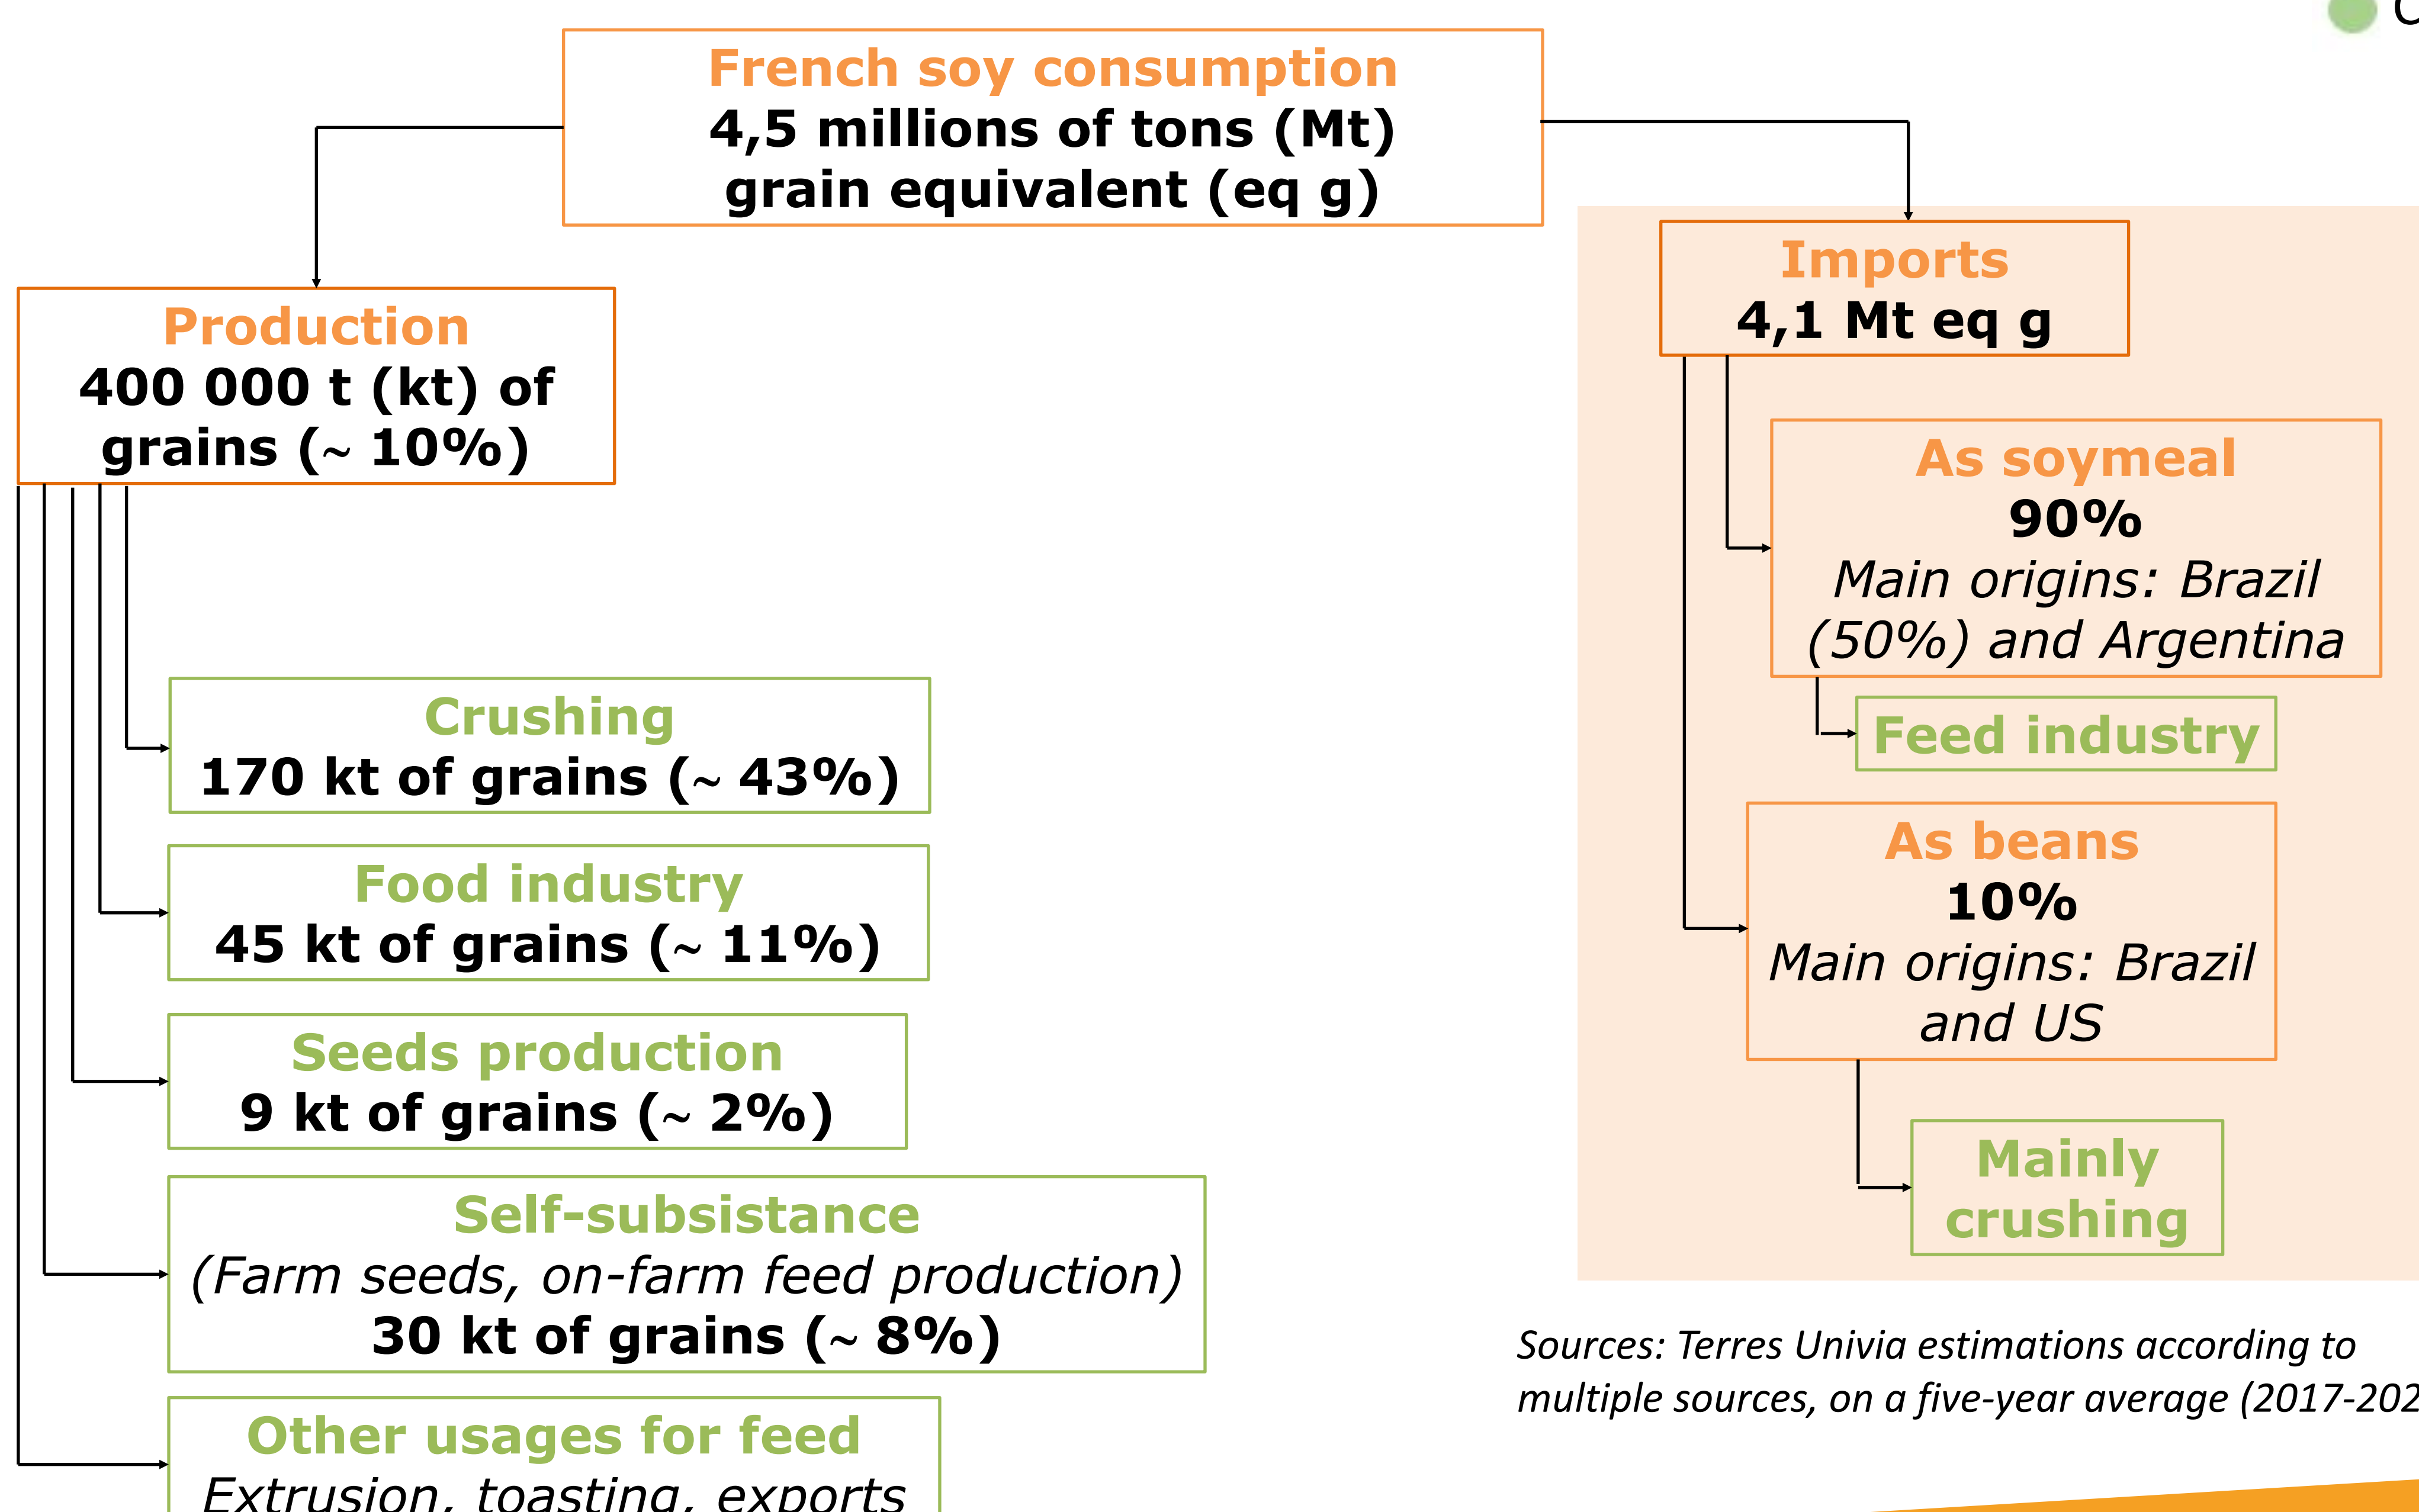 French soy consumption
4,5 millions of tons (Mt)
grain equivalent (eq g)
Production
400 000 t (kt) of
grains (~ 10%)
Crushing
170 kt of grains (~ 43%)
Food industry
45 kt of grains (~ 11%)
Seeds production
9 kt of grains (~ 2%)
Self-subsistance
(Farm seeds, on-farm feed production)
30 kt of grains (~ 8%)
Other usages for feed
Extrusion, toasting, exports
Imports
4,1 Mt eq g
As soymeal
90%
Main origins: Brazil
(50%) and Argentina
Feed industry
As beans
10%
Main origins: Brazil
and US
Mainly
crushing
Sources: Terres Univia estimations according to
multiple sources, on a five-year average (2017-202